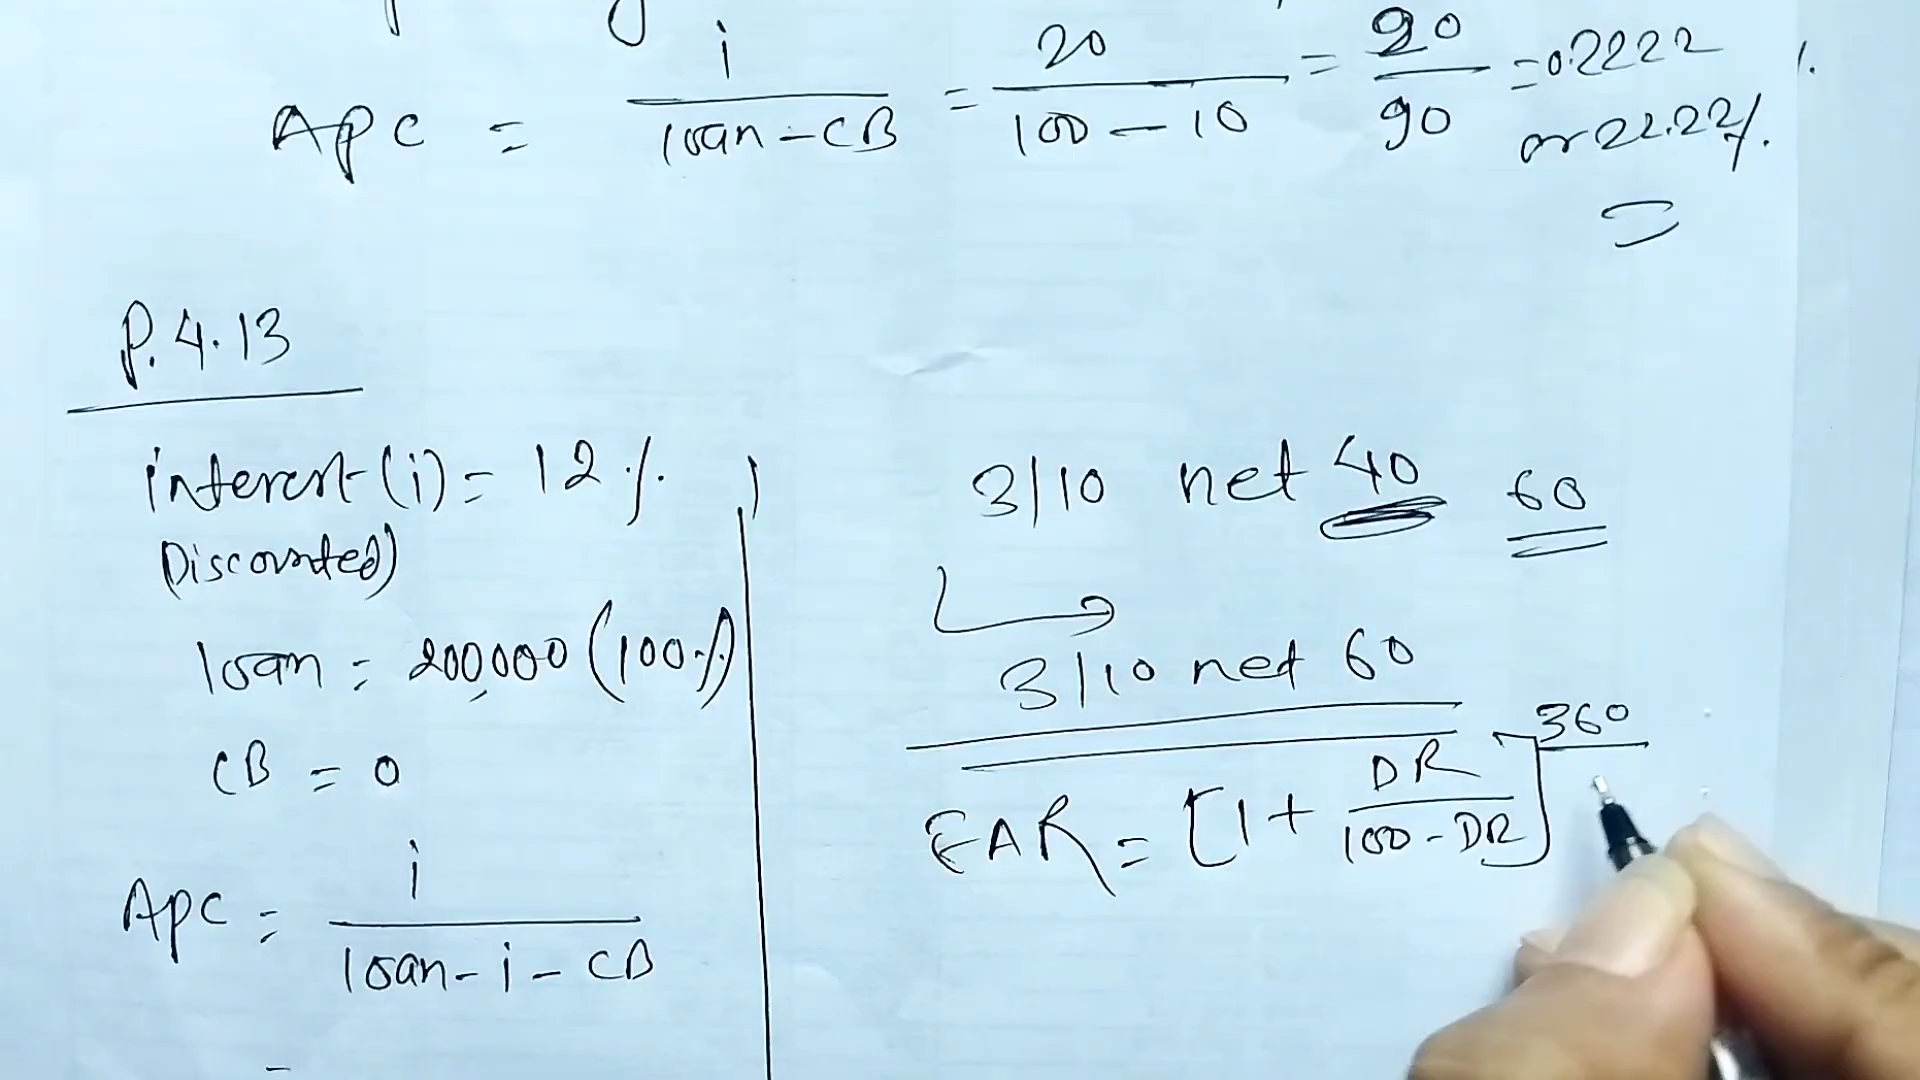 APC = i / loan - CB = 20 / 100 - 10 = 20 / 90 = 0.2222 or 22.22%.
P. 4.13
interest (i) = 12 %.
Discounted)
loan = 200,000 (100%)
CB = 0
APC = i / loan - i - CB
3/10 net 40 60
3/10 net 60
EAR = [1 + DR / 100 - DR] 360